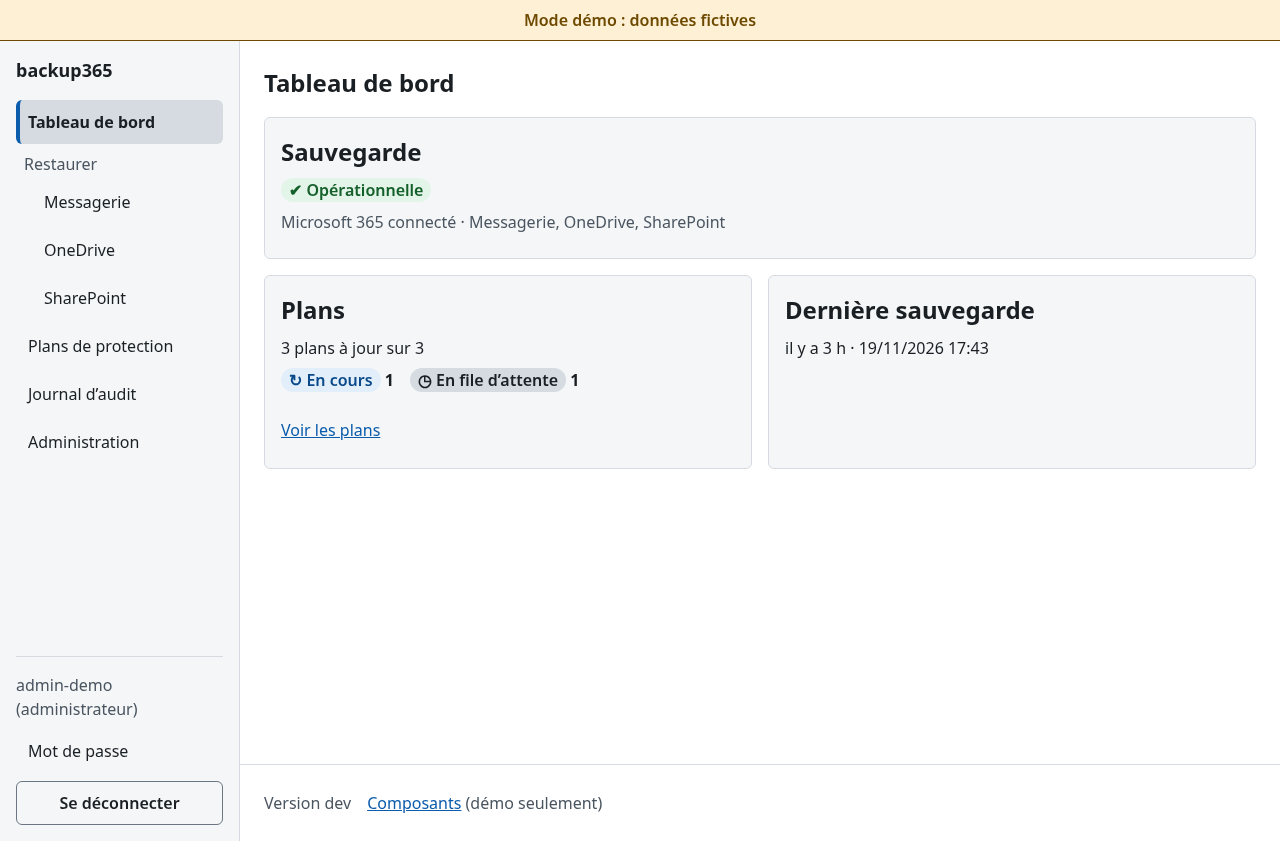 Mode démo : données fictives
backup365
Tableau de bord
Restaurer
Messagerie
OneDrive
SharePoint
Plans de protection
Journal d’audit
Administration
admin-demo
(administrateur)
Mot de passe
Se déconnecter
Tableau de bord
Sauvegarde
✔ Opérationnelle
Microsoft 365 connecté · Messagerie, OneDrive, SharePoint
Plans
3 plans à jour sur 3
↻ En cours 1 ◷ En file d’attente 1
Voir les plans
Dernière sauvegarde
il y a 3 h · 19/11/2026 17:43
Version dev Composants (démo seulement)